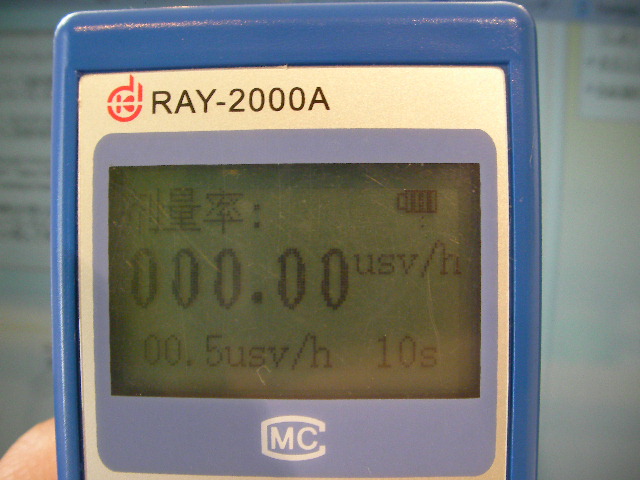 RAY-2000A
剂量率:
000.00usv/h
00.5usv/h 10s
MC